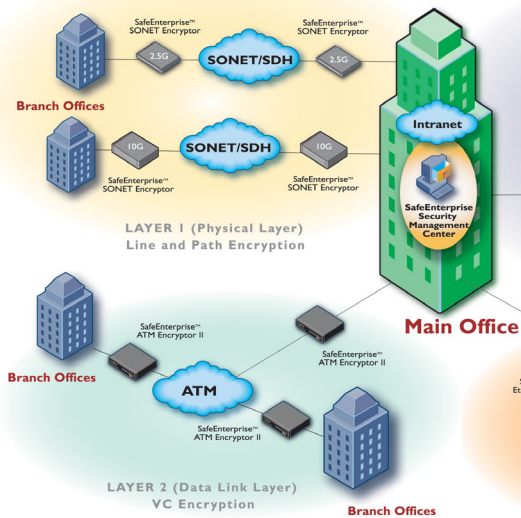 SafeEnterprise™
SONET Encryptor
SafeEnterprise™
SONET Encryptor
2.5G
SONET/SDH
2.5G
Branch Offices
Intranet
10G
SONET/SDH
10G
SafeEnterprise™
SONET Encryptor
SafeEnterprise™
SONET Encryptor
SafeEnterprise
Security
Management
Center
LAYER 1 (Physical Layer)
Line and Path Encryption
Main Office
SafeEnterprise™
ATM Encryptor II
SafeEnterprise™
ATM Encryptor II
Branch Offices
ATM
SafeEnterprise™
ATM Encryptor II
LAYER 2 (Data Link Layer)
VC Encryption
Branch Offices